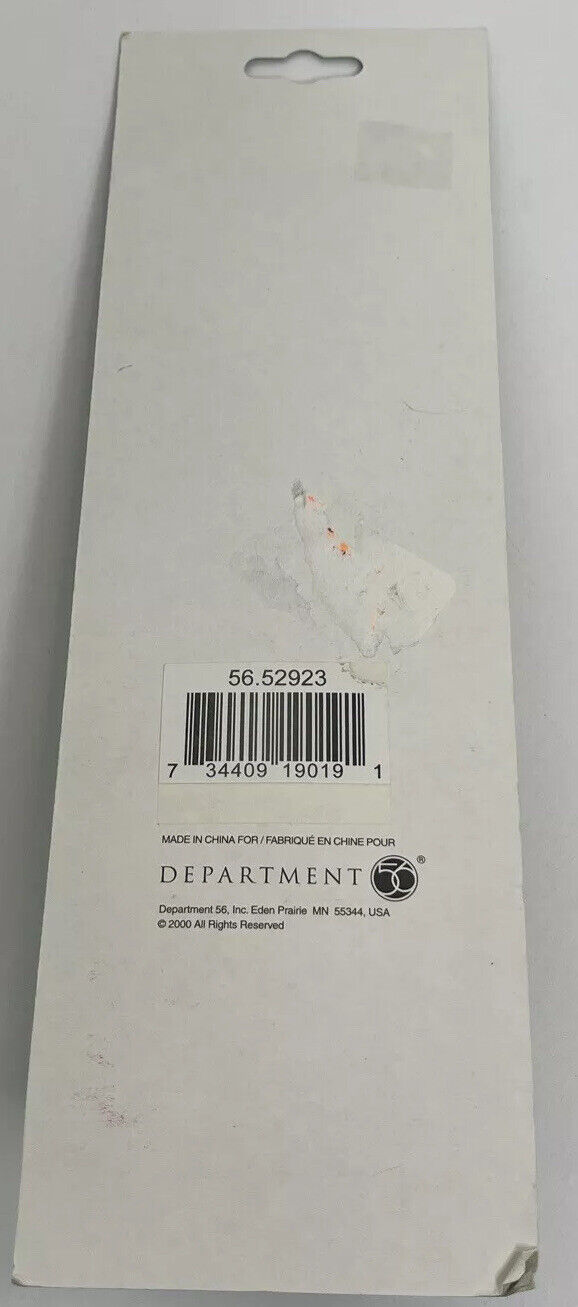 56.52923
7 34409 19019 1
MADE IN CHINA FOR / FABRIQUÉ EN CHINE POUR
DEPARTMENT 56®
Department 56, Inc. Eden Prairie MN 55344, USA
© 2000 All Rights Reserved